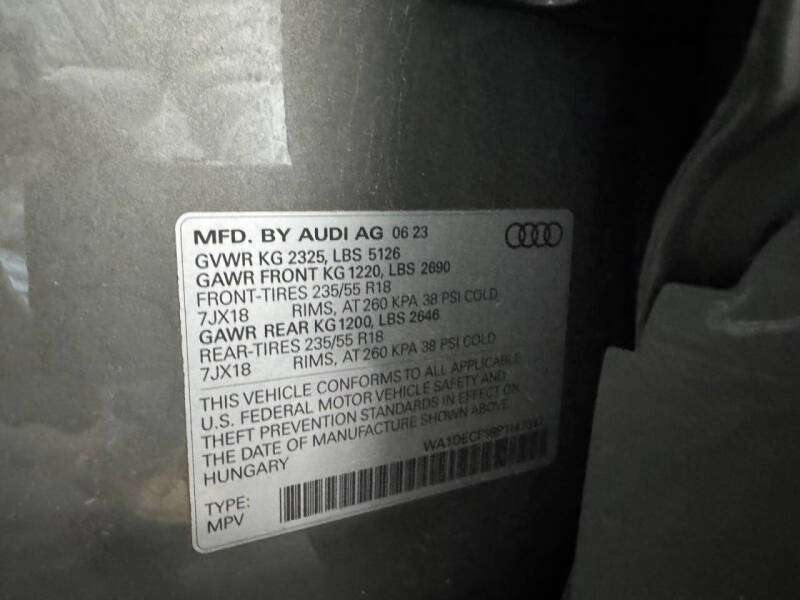 MFD. BY AUDI AG 06 23
GVWR KG 2325, LBS 5126
GAWR FRONT KG 1220, LBS 2690
FRONT-TIRES 235/55 R18
7JX18 RIMS, AT 260 KPA 38 PSI COLD
GAWR REAR KG 1200, LBS 2646
REAR-TIRES 235/55 R18
7JX18 RIMS, AT 260 KPA 38 PSI COLD
THIS VEHICLE CONFORMS TO ALL APPLICABLE
U.S. FEDERAL MOTOR VEHICLE SAFETY AND
THEFT PREVENTION STANDARDS IN EFFECT ON
THE DATE OF MANUFACTURE SHOWN ABOVE.
HUNGARY
TYPE:
MPV